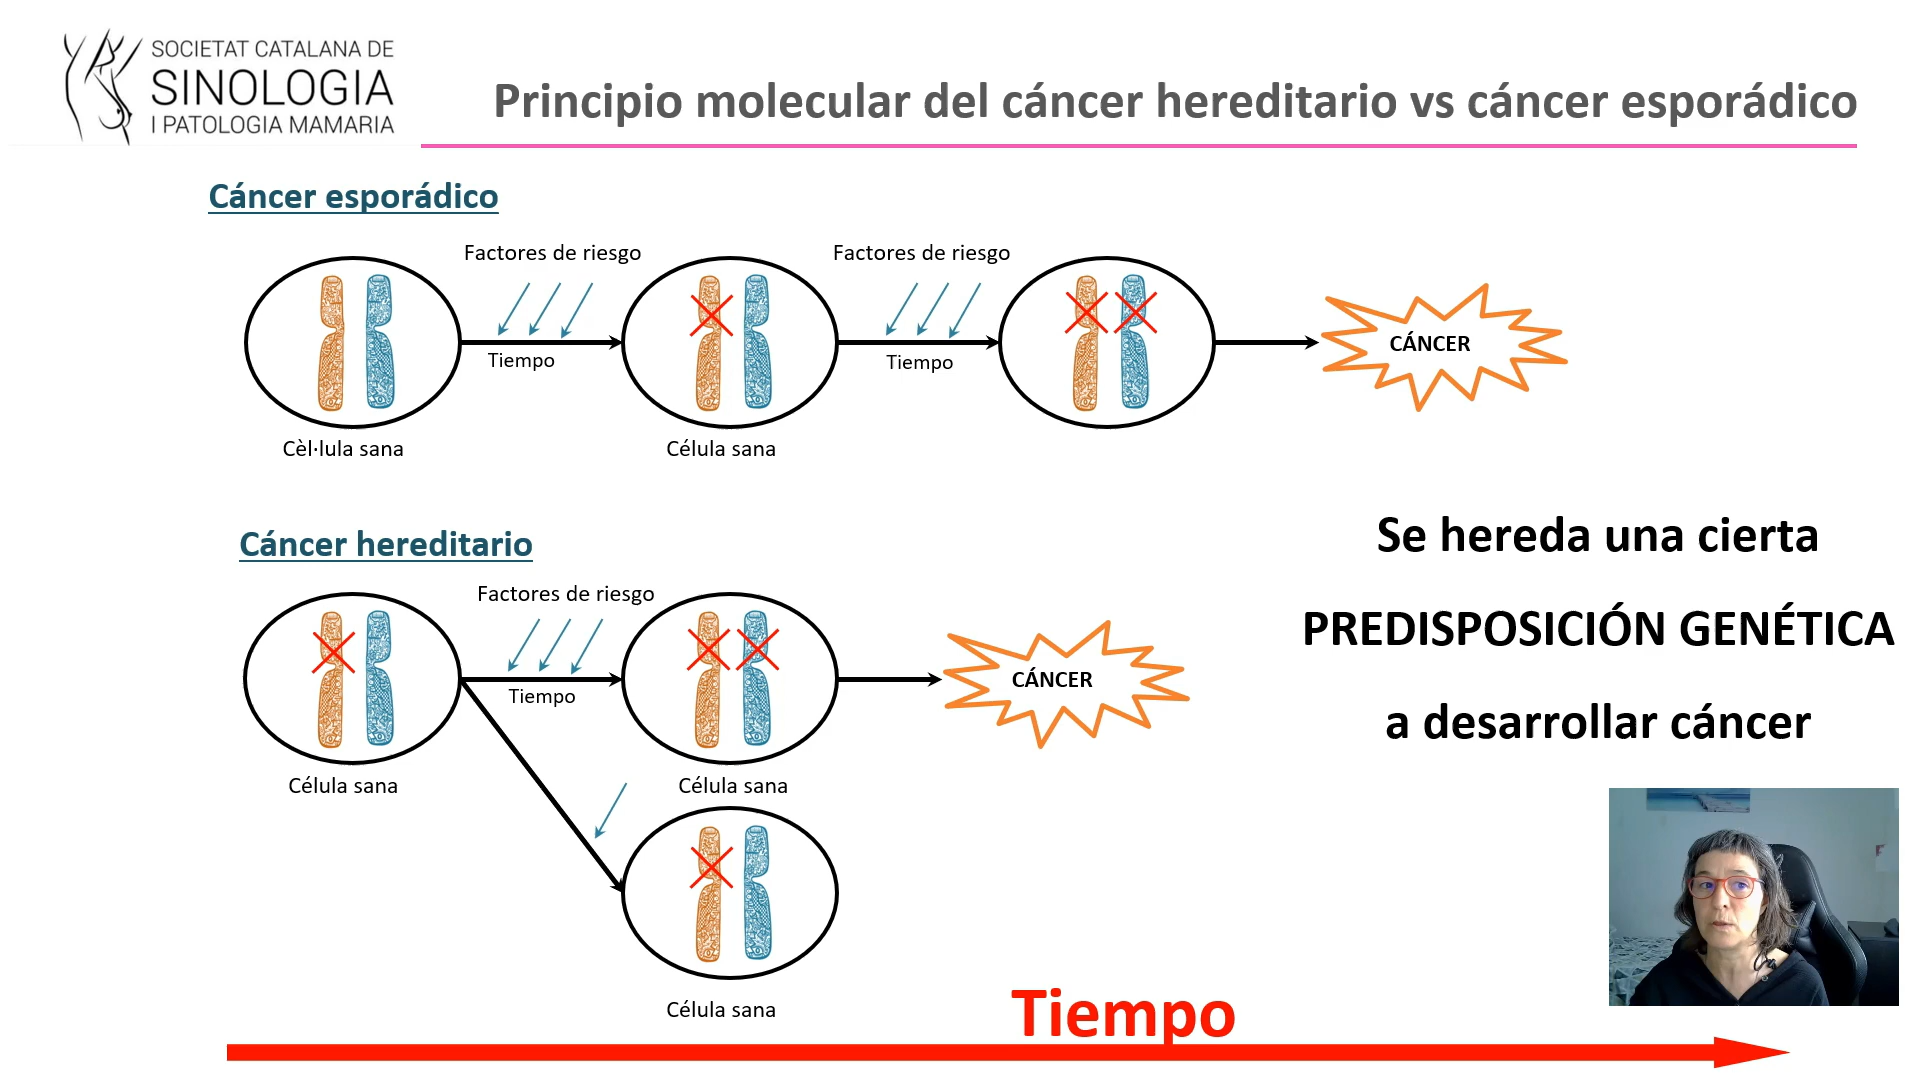 SOCIETAT CATALANA DE
SINOLOGIA
I PATOLOGIA MAMARIA
Principio molecular del cáncer hereditario vs cáncer esporádico
Cáncer esporádico
Factores de riesgo
Factores de riesgo
Tiempo
Tiempo
CÁNCER
Cèl·lula sana
Célula sana
Cáncer hereditario
Factores de riesgo
Tiempo
CÁNCER
Célula sana
Célula sana
Célula sana
Se hereda una cierta
PREDISPOSICIÓN GENÉTICA
a desarrollar cáncer
Tiempo